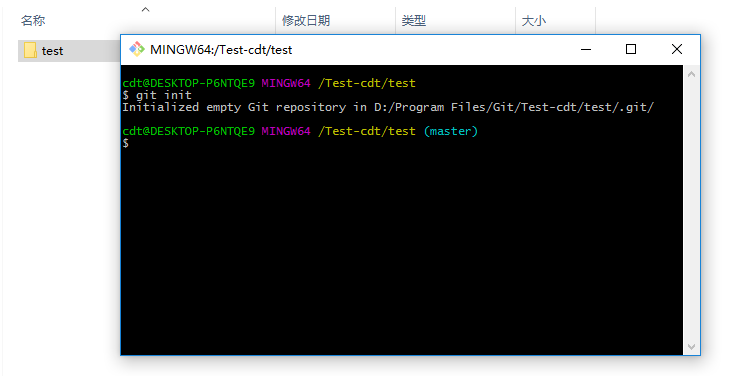 名称 修改日期 类型 大小
test
MINGW64:/Test-cdt/test
cdt@DESKTOP-P6NTQE9 MINGW64 /Test-cdt/test
$ git init
Initialized empty Git repository in D:/Program Files/Git/Test-cdt/test/.git/
cdt@DESKTOP-P6NTQE9 MINGW64 /Test-cdt/test (master)
$